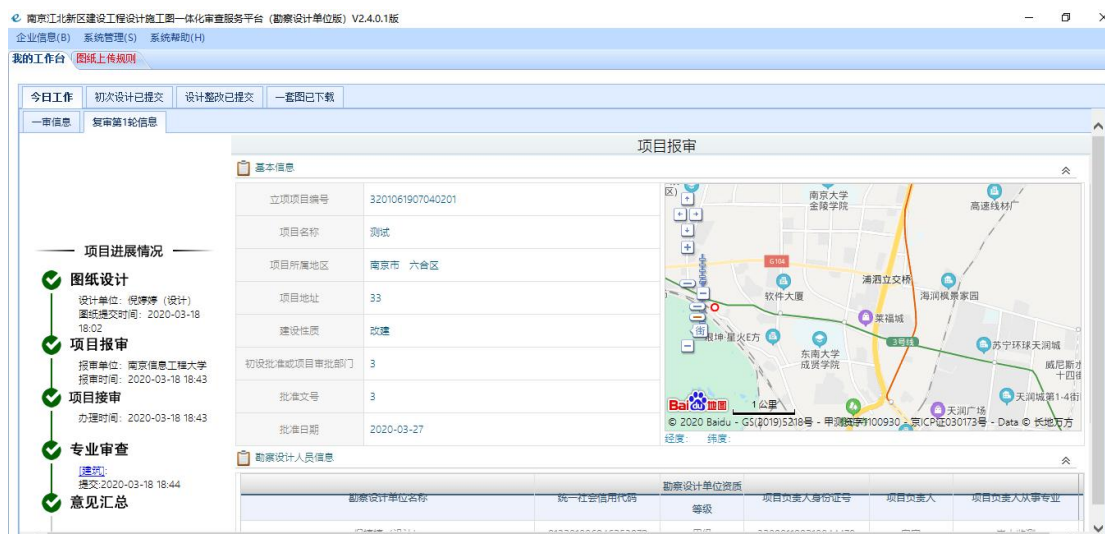 南京江北新区建设工程设计施工图一体化审查服务平台（勘察设计单位版）V2.4.0.1版
企业信息(B) 系统管理(S) 系统帮助(H)
我的工作台 图纸上传规则
今日工作 初次设计已提交 设计整改已提交 一套图已下载
一审信息 复审第1轮信息
项目报审
项目进展情况
图纸设计
设计单位：倪婷婷（设计）
图纸提交时间：2020-03-18
18:02
项目报审
报审单位：南京信息工程大学
报审时间：2020-03-18 18:43
项目接审
办理时间：2020-03-18 18:43
专业审查
[建筑]:
提交:2020-03-18 18:44
意见汇总
基本信息
立项项目编号 3201061907040201
项目名称 测试
项目所属地区 南京市 六合区
项目地址 33
建设性质 改建
初设批准或项目审批部门 3
批准文号 3
批准日期 2020-03-27
区)
南京大学
金陵学院
高速线材厂
G104
浦泗立交桥
软件大厦
海润枫景家园
莱福城
街
坤·星火E方
3号线
苏宁环球天润城
东南大学
成贤学院
威尼斯水
十四街
天润城第1-4街
天润广场
Bai du 地图
1 公里
© 2020 Baidu - GS(2019)5218号 - 甲测资字1100930 - 京ICP证030173号 - Data © 长地万方
经度： 纬度：
勘察设计人员信息
勘察设计单位名称 统一社会信用代码 勘察设计单位资质等级 项目负责人身份证号 项目负责人 项目负责人从事专业